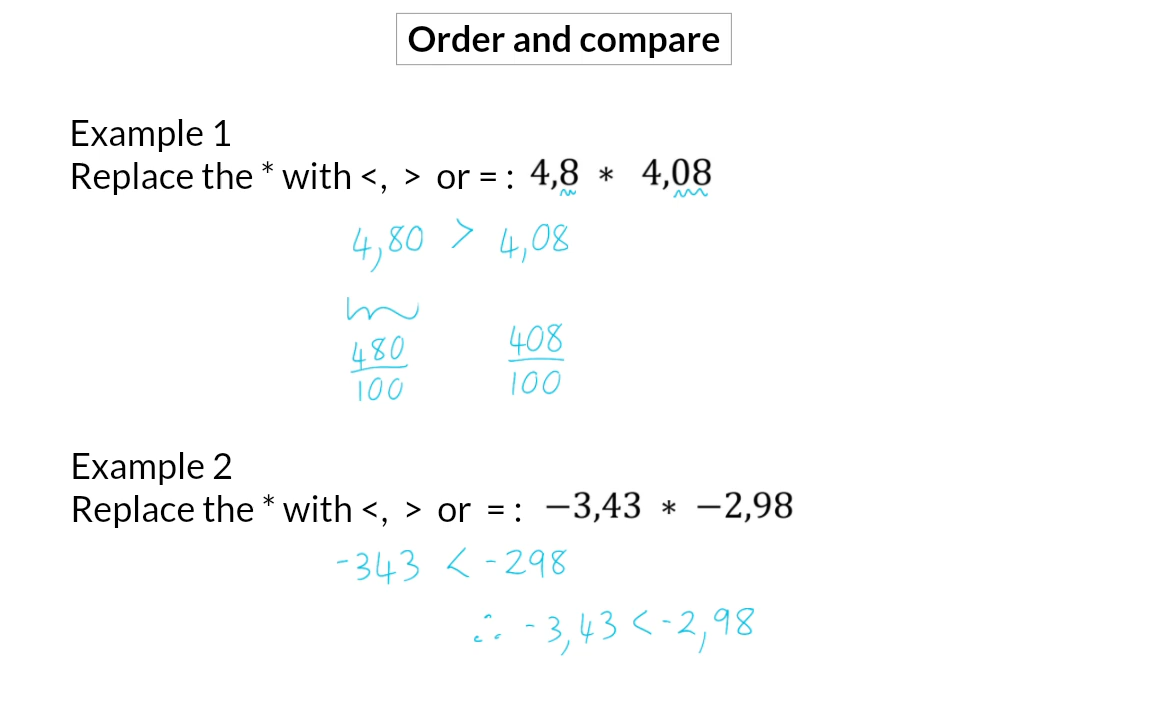 Order and compare
Example 1
Replace the * with <, > or = : 4,8 * 4,08
4,80 > 4,08
480/100 408/100
Example 2
Replace the * with <, > or = : −3,43 * −2,98
-343 < -298
∴ -3,43 < -2,98